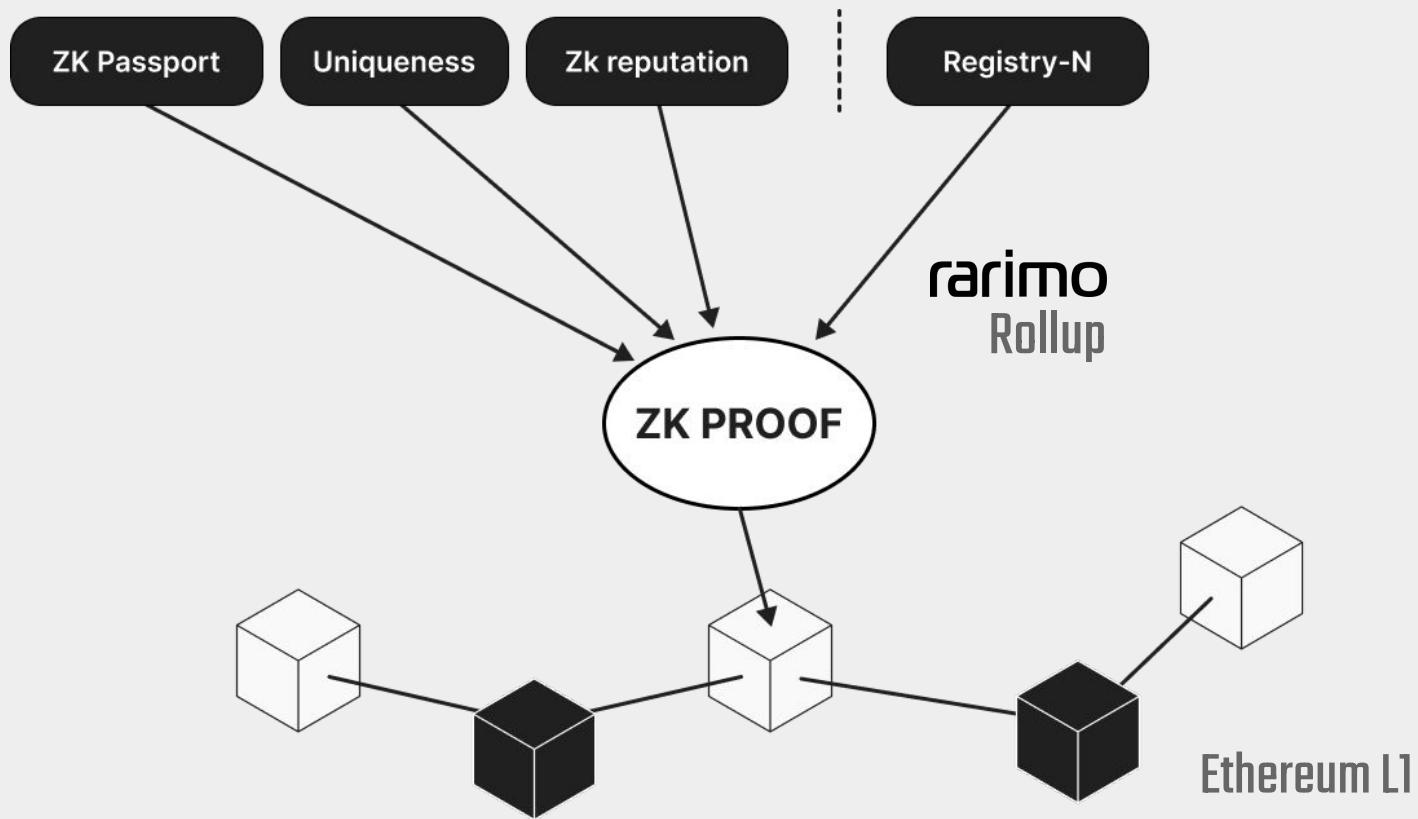 ZK Passport
Uniqueness
Zk reputation
Registry-N
rarimo
Rollup
ZK PROOF
Ethereum L1